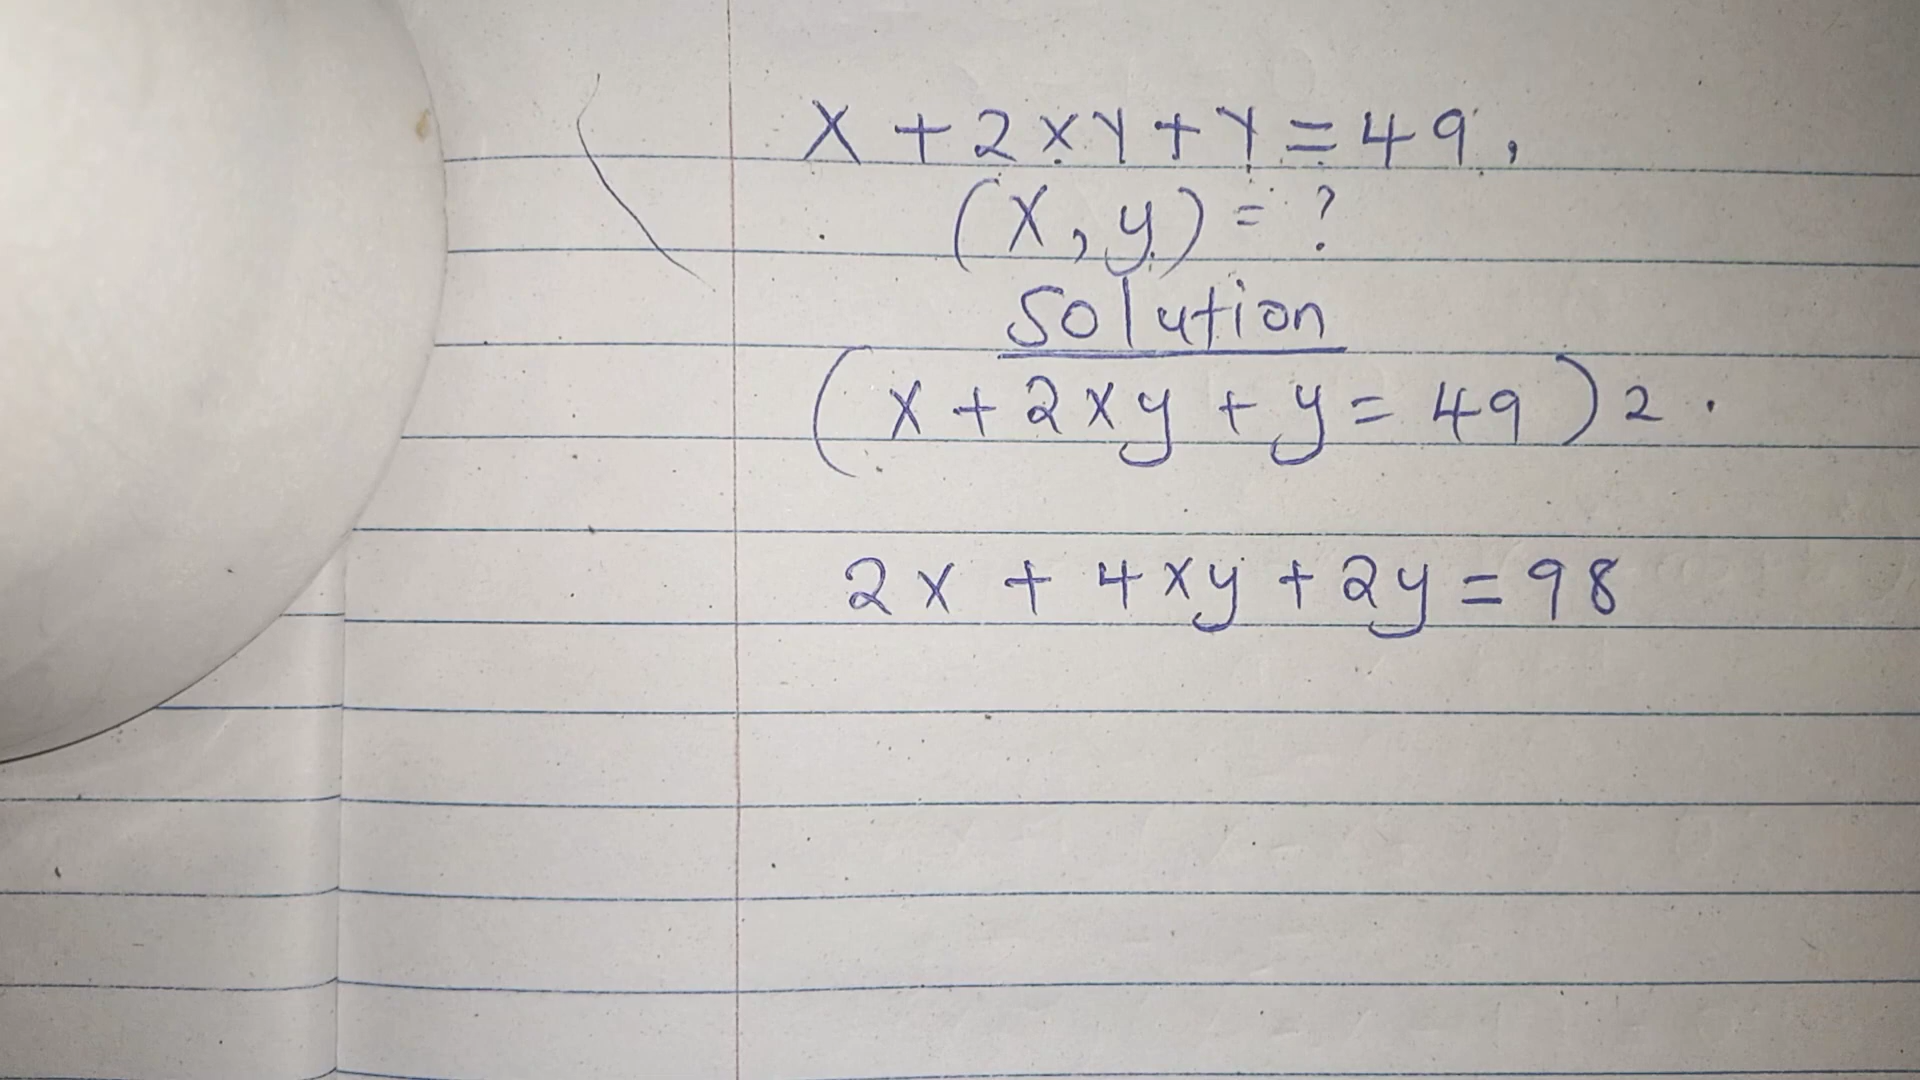 X + 2XY + Y = 49,
(X, y) = ?
Solution
(X + 2xy + y = 49)2.
2x + 4xy + 2y = 98